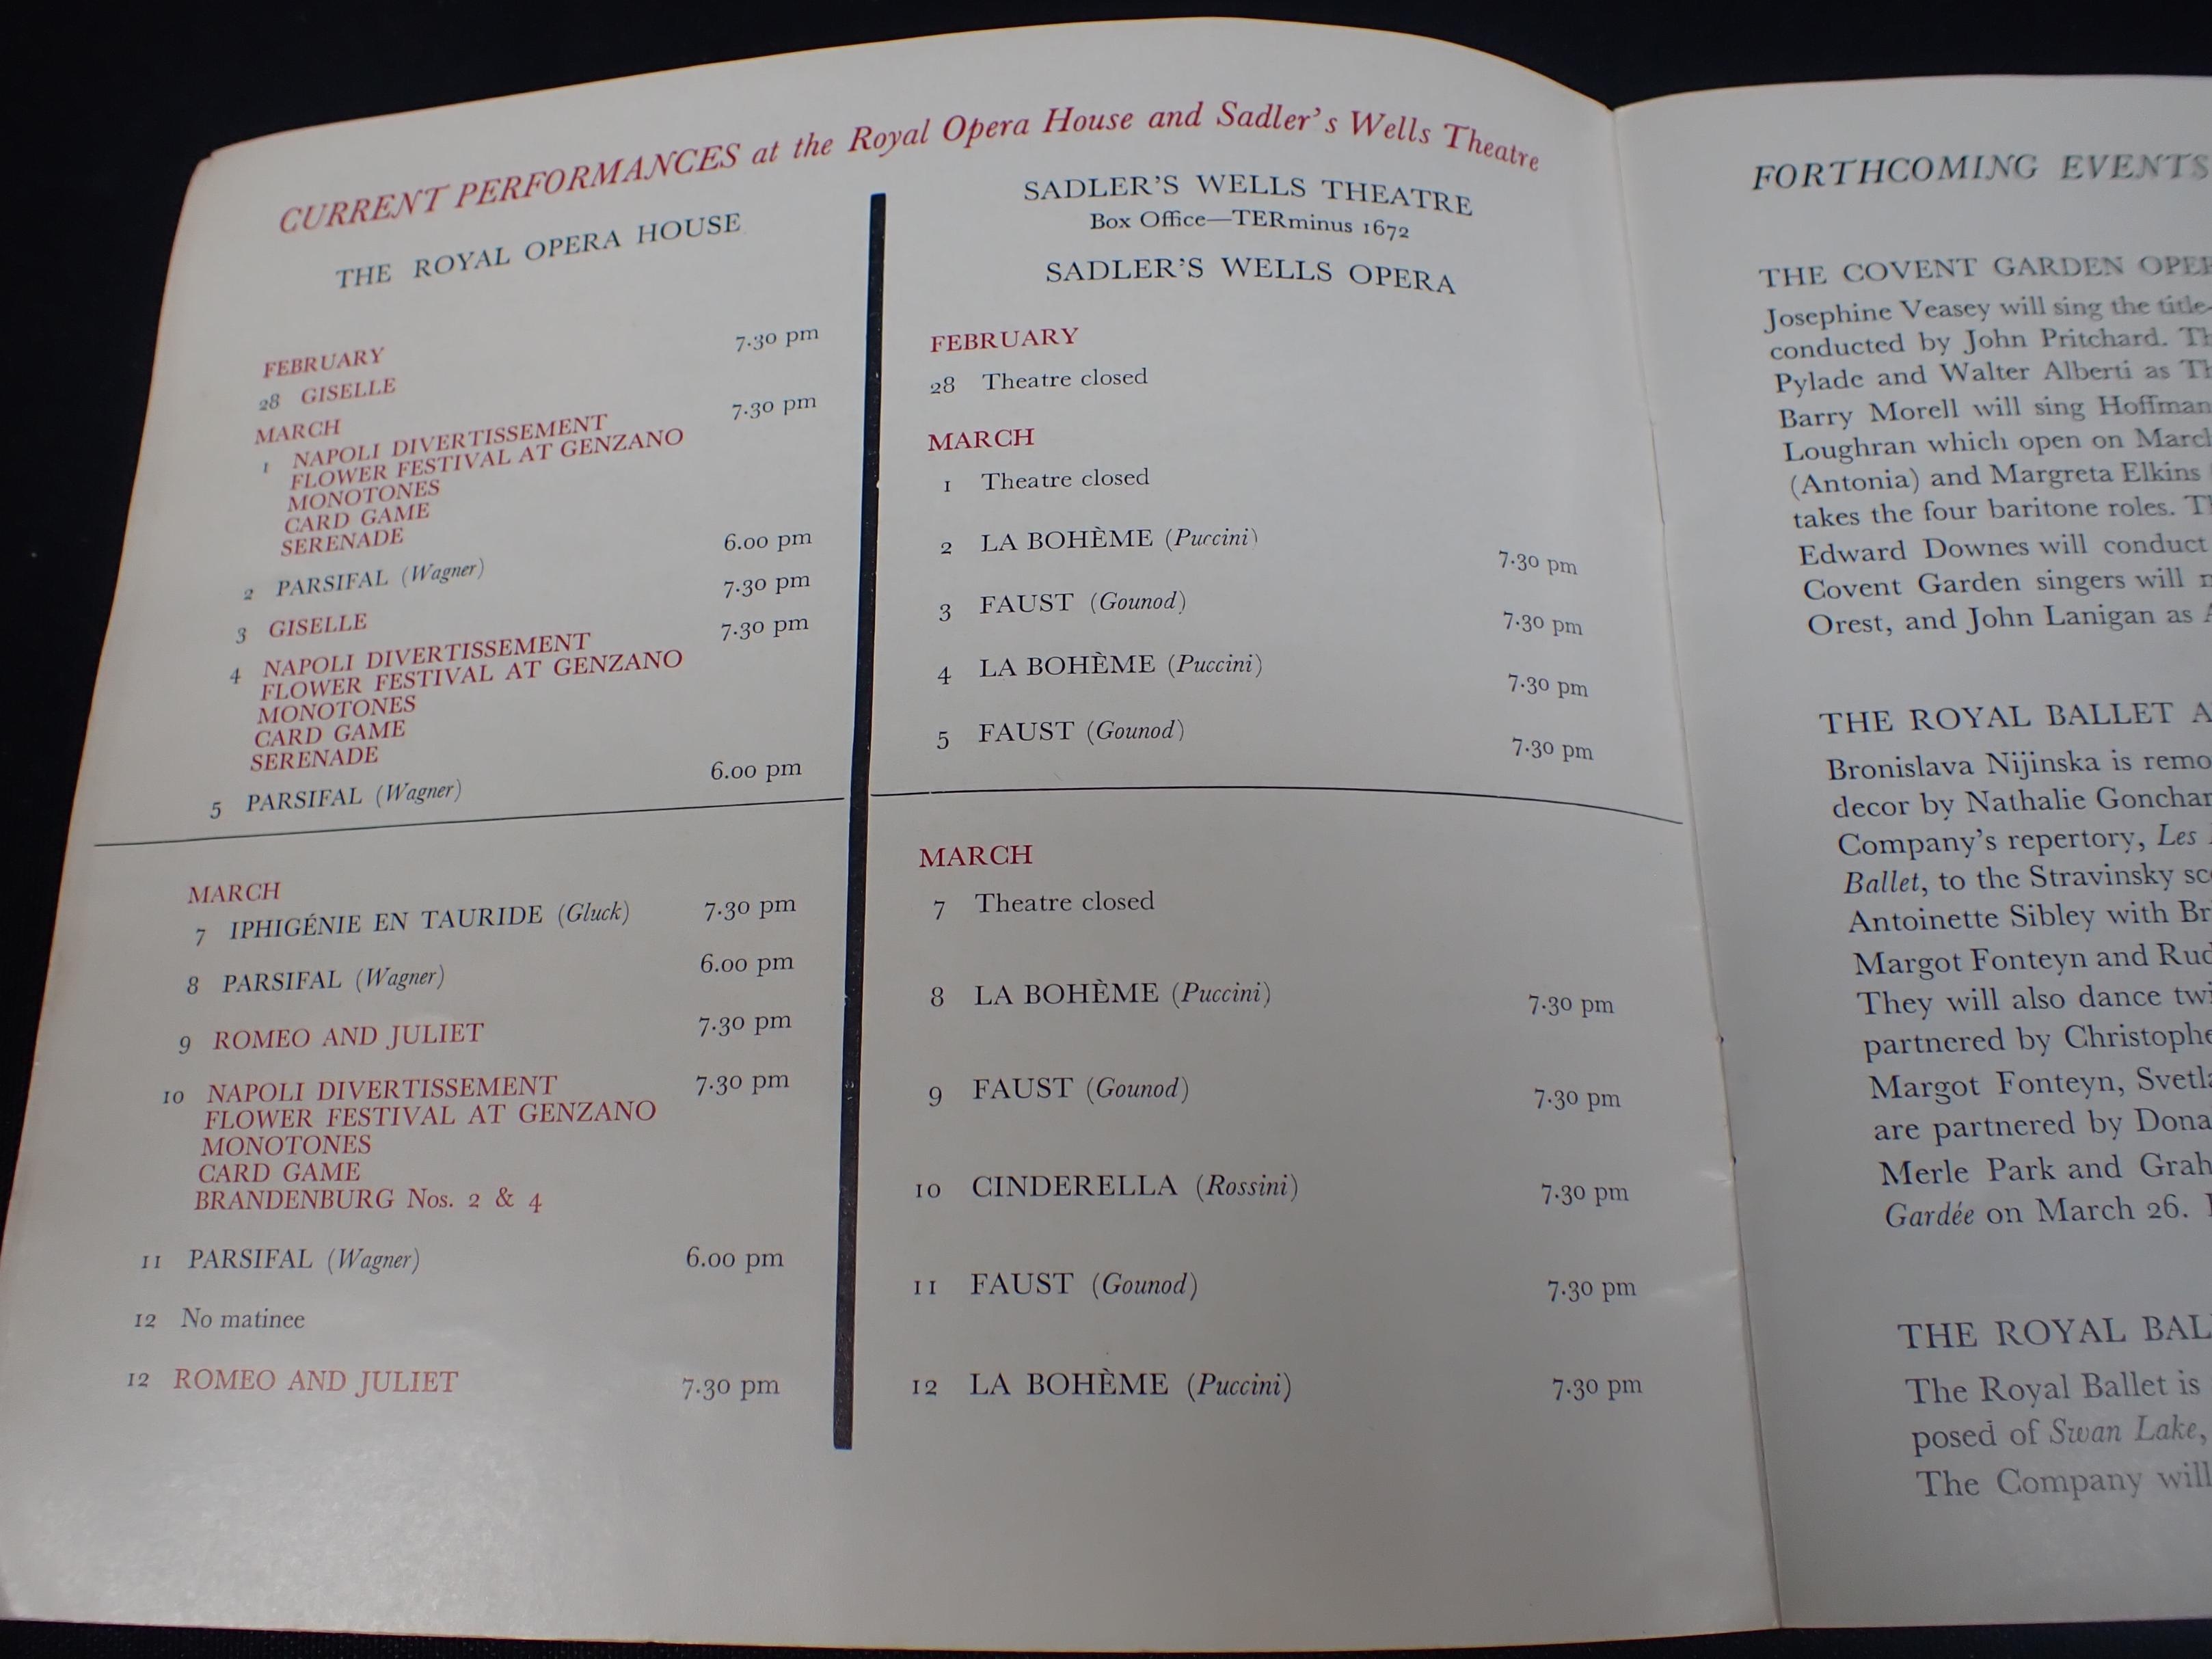 CURRENT PERFORMANCES at the Royal Opera House and Sadler's Wells Theatre
THE ROYAL OPERA HOUSE
FEBRUARY
28 GISELLE 7.30 pm
MARCH
1 NAPOLI DIVERTISSEMENT 7.30 pm
FLOWER FESTIVAL AT GENZANO
MONOTONES
CARD GAME
SERENADE
2 PARSIFAL (Wagner) 6.00 pm
3 GISELLE 7.30 pm
4 NAPOLI DIVERTISSEMENT 7.30 pm
FLOWER FESTIVAL AT GENZANO
MONOTONES
CARD GAME
SERENADE
5 PARSIFAL (Wagner) 6.00 pm
MARCH
7 IPHIGÉNIE EN TAURIDE (Gluck) 7.30 pm
8 PARSIFAL (Wagner) 6.00 pm
9 ROMEO AND JULIET 7.30 pm
10 NAPOLI DIVERTISSEMENT 7.30 pm
FLOWER FESTIVAL AT GENZANO
MONOTONES
CARD GAME
BRANDENBURG Nos. 2 & 4
11 PARSIFAL (Wagner) 6.00 pm
12 No matinee
12 ROMEO AND JULIET 7.30 pm
SADLER'S WELLS THEATRE
Box Office—TERminus 1672
SADLER'S WELLS OPERA
FEBRUARY
28 Theatre closed
MARCH
1 Theatre closed
2 LA BOHÈME (Puccini) 7.30 pm
3 FAUST (Gounod) 7.30 pm
4 LA BOHÈME (Puccini) 7.30 pm
5 FAUST (Gounod) 7.30 pm
MARCH
7 Theatre closed
8 LA BOHÈME (Puccini) 7.30 pm
9 FAUST (Gounod) 7.30 pm
10 CINDERELLA (Rossini) 7.30 pm
11 FAUST (Gounod) 7.30 pm
12 LA BOHÈME (Puccini) 7.30 pm
FORTHCOMING EVENTS
THE COVENT GARDEN
Josephine Veasey will sing the title-
conducted by John Pritchard.
Pylade and Walter Alberti as
Barry Morell will sing
Loughran which open on
(Antonia) and Margreta Elkins
takes the four baritone roles.
Edward Downes will conduct
Covent Garden singers will
Orest, and John Lanigan as
THE ROYAL BALLET
Bronislava Nijinska is
decor by Nathalie
Company's repertory, Les
Ballet, to the Stravinsky
Antoinette Sibley with
Margot Fonteyn and
They will also dance
partnered by
Margot Fonteyn,
are partnered by
Merle Park and
Gardée on March 26.
THE ROYAL
The Royal Ballet is
posed of Swan Lake,
The Company will